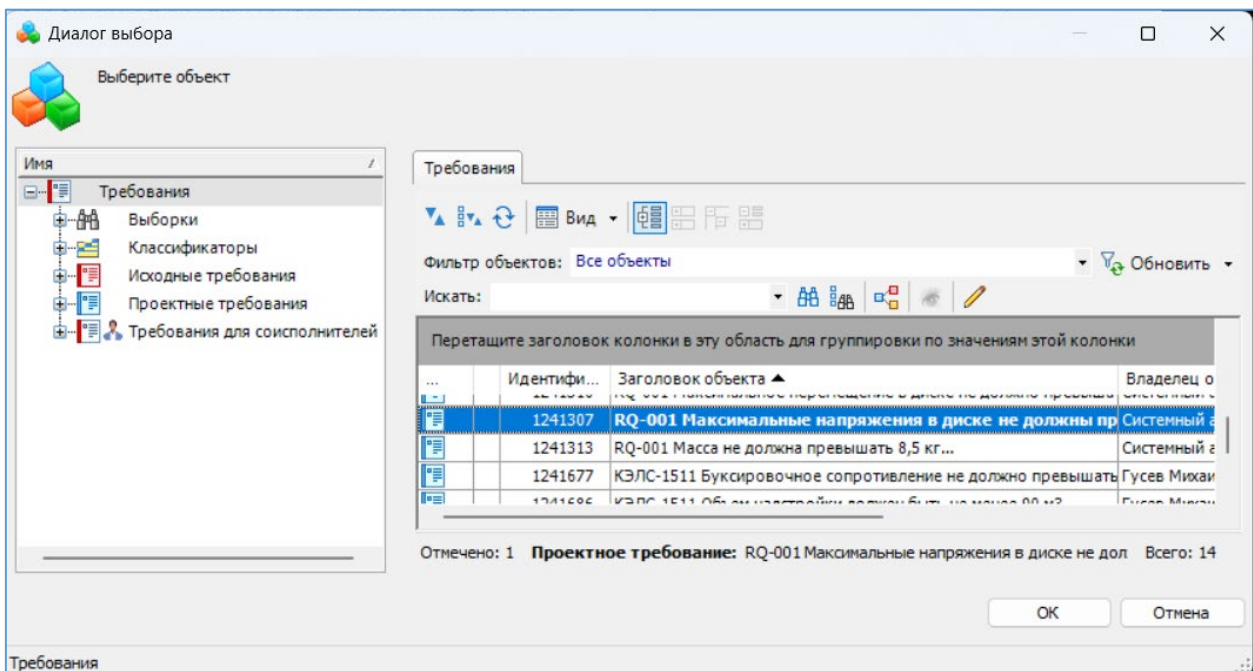 Диалог выбора
Выберите объект
Имя
Требования
Выборки
Классификаторы
Исходные требования
Проектные требования
Требования для соисполнителей
Требования
Вид
Фильтр объектов: Все объекты
Обновить
Искать:
Перетащите заголовок колонки в эту область для группировки по значениям этой колонки
... Идентифи... Заголовок объекта Владелец о
1241307 RQ-001 Максимальные напряжения в диске не должны пр Системный а
1241313 RQ-001 Масса не должна превышать 8,5 кг... Системный а
1241677 КЭЛС-1511 Буксировочное сопротивление не должно превышать Гусев Михаи
Отмечено: 1 Проектное требование: RQ-001 Максимальные напряжения в диске не дол Всего: 14
ОК Отмена
Требования